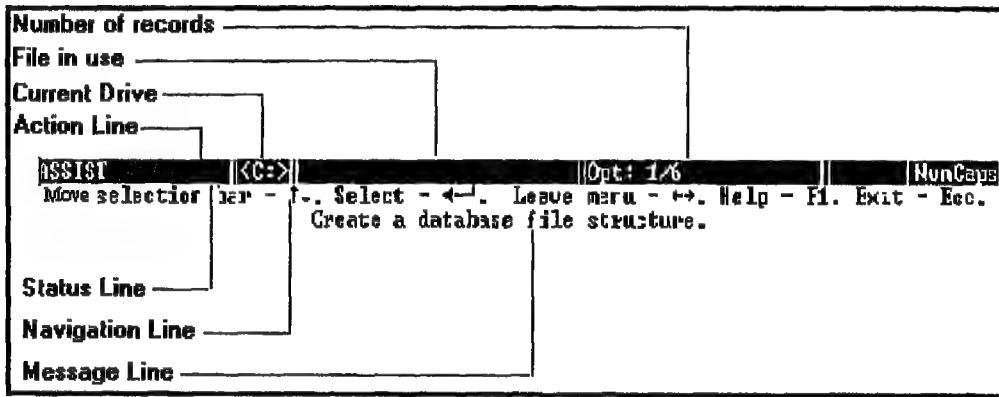 Number of records
File in use
Current Drive
Action Line
ASSIST <C:> Opt: 1/6 NumCaps
Move selection bar - ↑↓. Select - ↵. Leave menu - ↔. Help - F1. Exit - Esc.
Create a database file structure.
Status Line
Navigation Line
Message Line